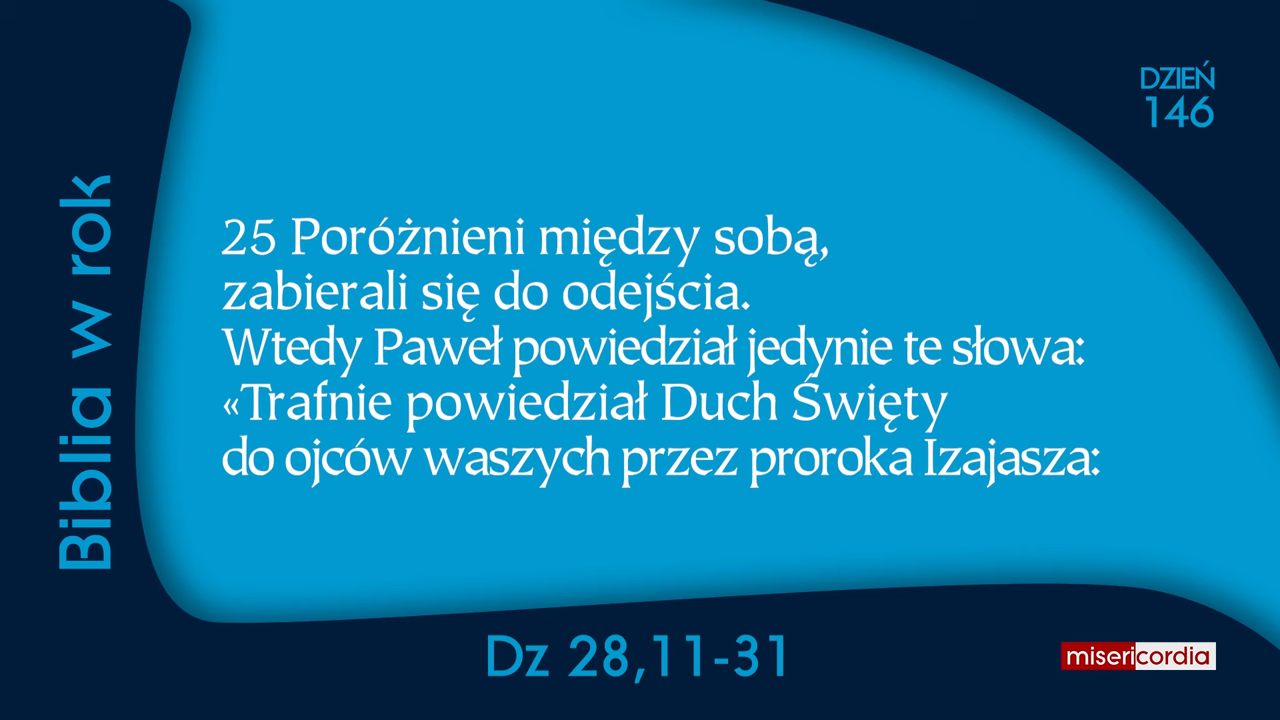 DZIEŃ
146
Biblia w rok
25 Poróżnieni między sobą,
zabierali się do odejścia.
Wtedy Paweł powiedział jedynie te słowa:
«Trafnie powiedział Duch Święty
do ojców waszych przez proroka Izajasza:
Dz 28,11-31
misericordia